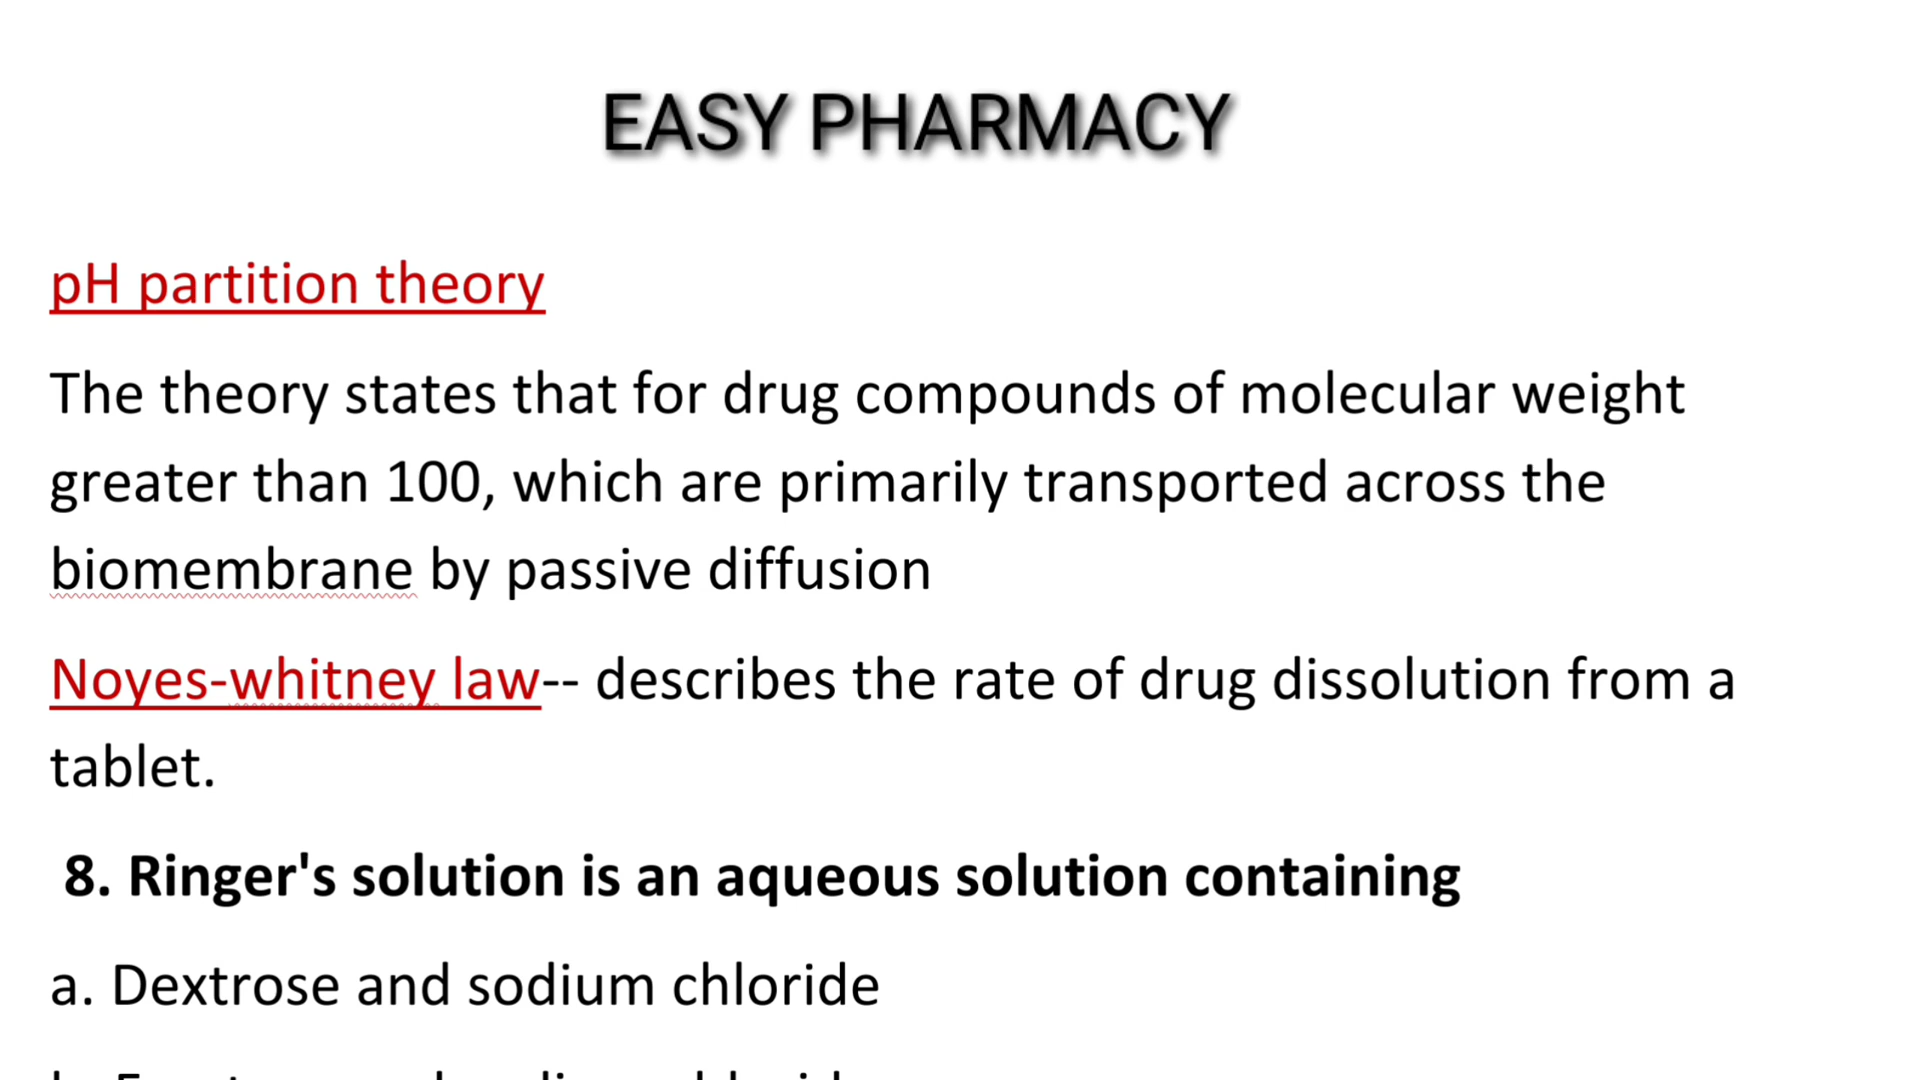 EASY PHARMACY
pH partition theory
The theory states that for drug compounds of molecular weight
greater than 100, which are primarily transported across the
biomembrane by passive diffusion
Noyes-whitney law-- describes the rate of drug dissolution from a
tablet.
8. Ringer's solution is an aqueous solution containing
a. Dextrose and sodium chloride